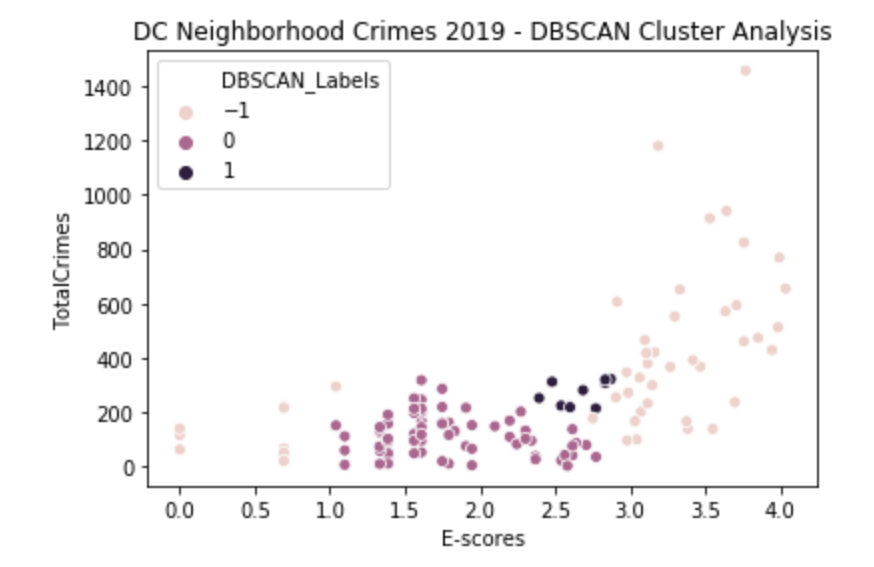 DC Neighborhood Crimes 2019 - DBSCAN Cluster Analysis
DBSCAN_Labels
−1
0
1
1400
1200
1000
800
600
400
200
0
TotalCrimes
0.0 0.5 1.0 1.5 2.0 2.5 3.0 3.5 4.0
E-scores